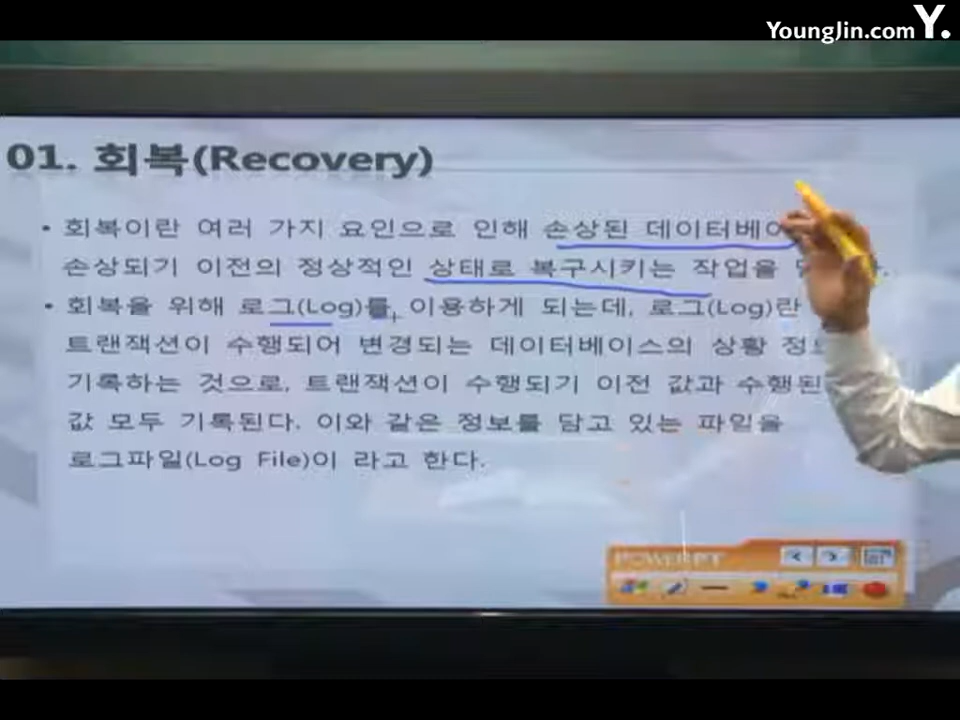 YoungJin.com Y.
01. 회복(Recovery)
• 회복이란 여러 가지 요인으로 인해 손상된 데이터베이
손상되기 이전의 정상적인 상태로 복구시키는 작업을
• 회복을 위해 로그(Log)를 이용하게 되는데, 로그(Log)란
트랜잭션이 수행되어 변경되는 데이터베이스의 상황
기록하는 것으로, 트랜잭션이 수행되기 이전 값과 수행된
값 모두 기록된다. 이와 같은 정보를 담고 있는 파일을
로그파일(Log File)이 라고 한다.